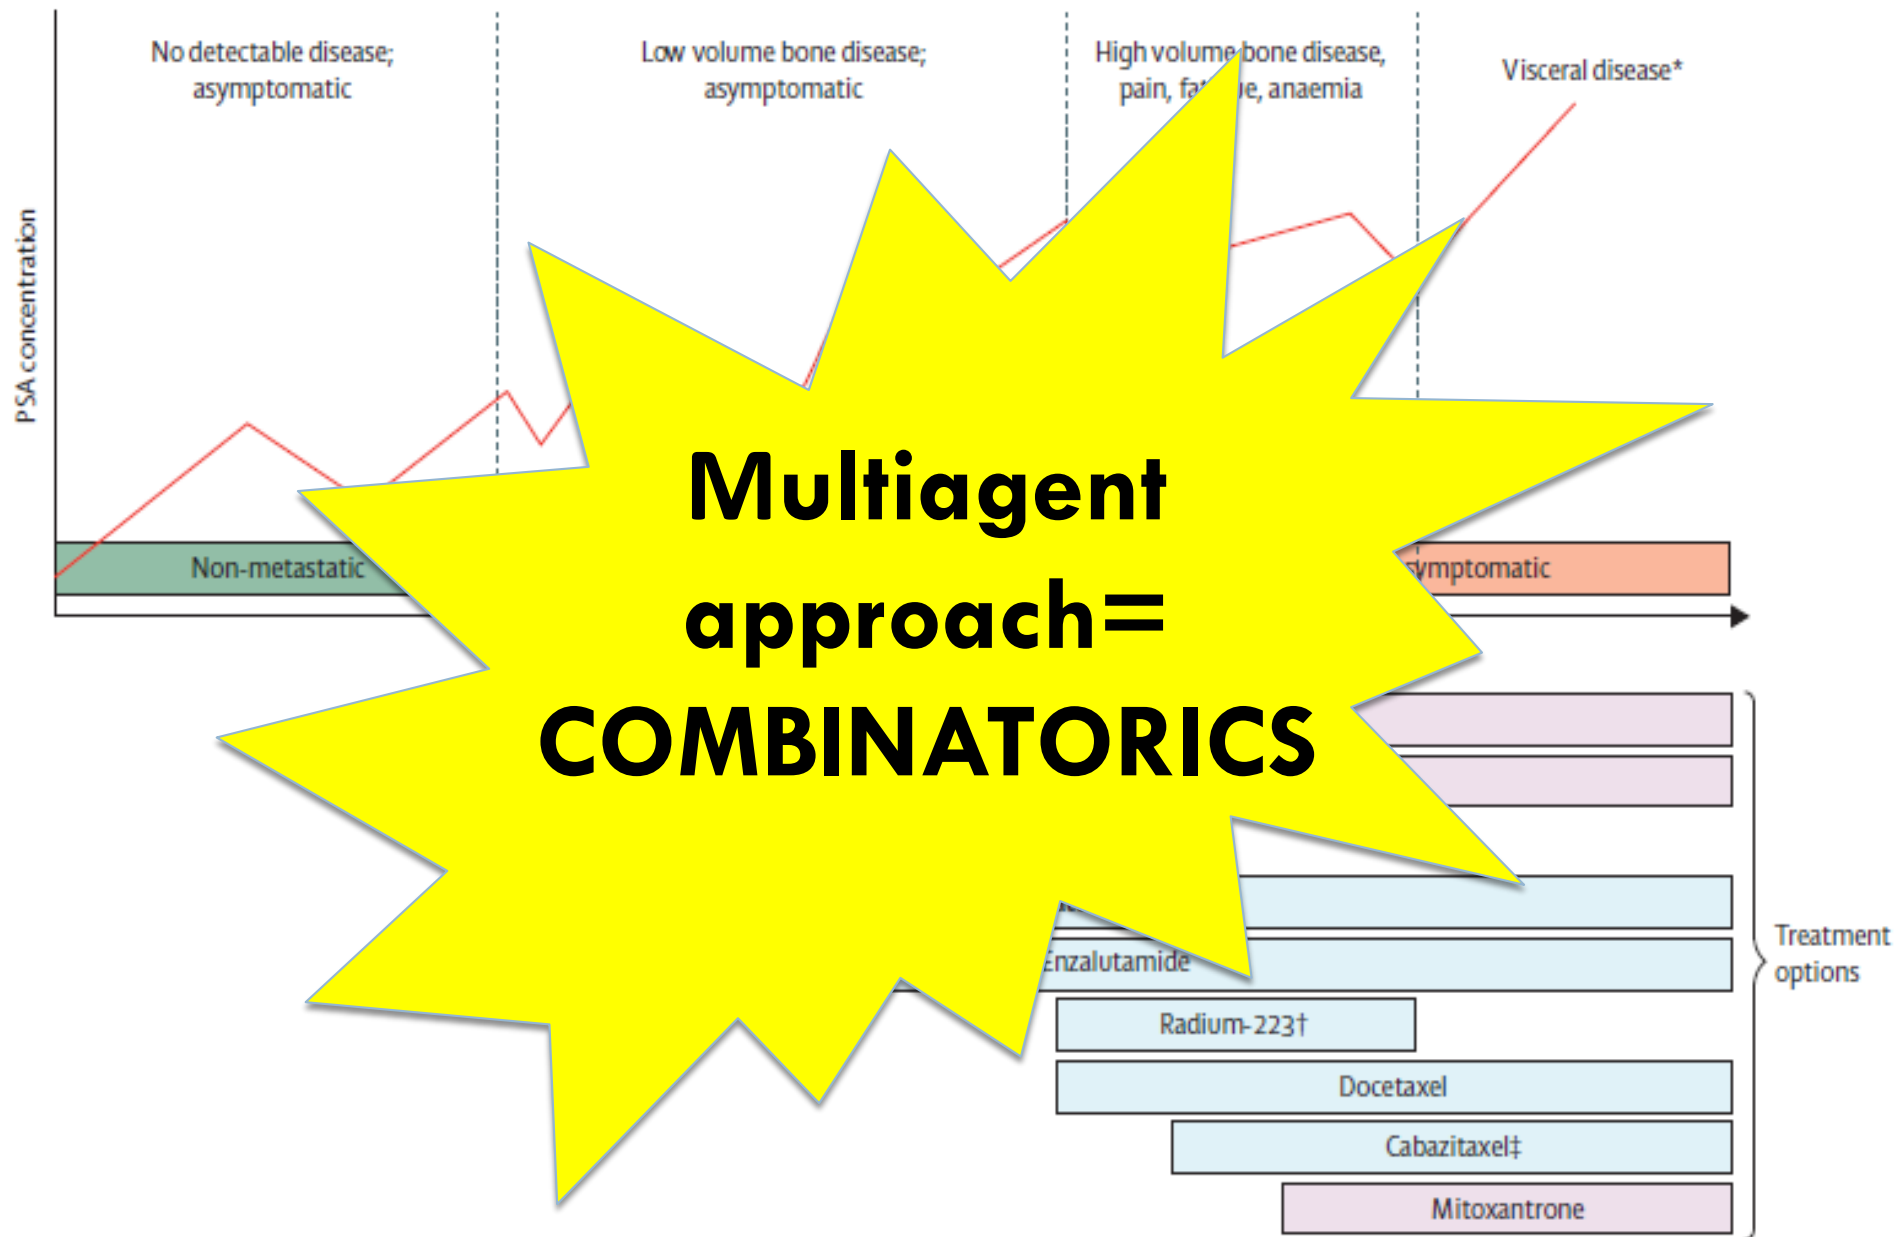 No detectable disease;
asymptomatic
Low volume bone disease;
asymptomatic
High volume bone disease,
pain, anaemia
Visceral disease*
PSA concentration
Multiagent
approach=
COMBINATORICS
Non-metastatic
Enzalutamide
Radium-223†
Docetaxel
Cabazitaxel‡
Mitoxantrone
Treatment
options